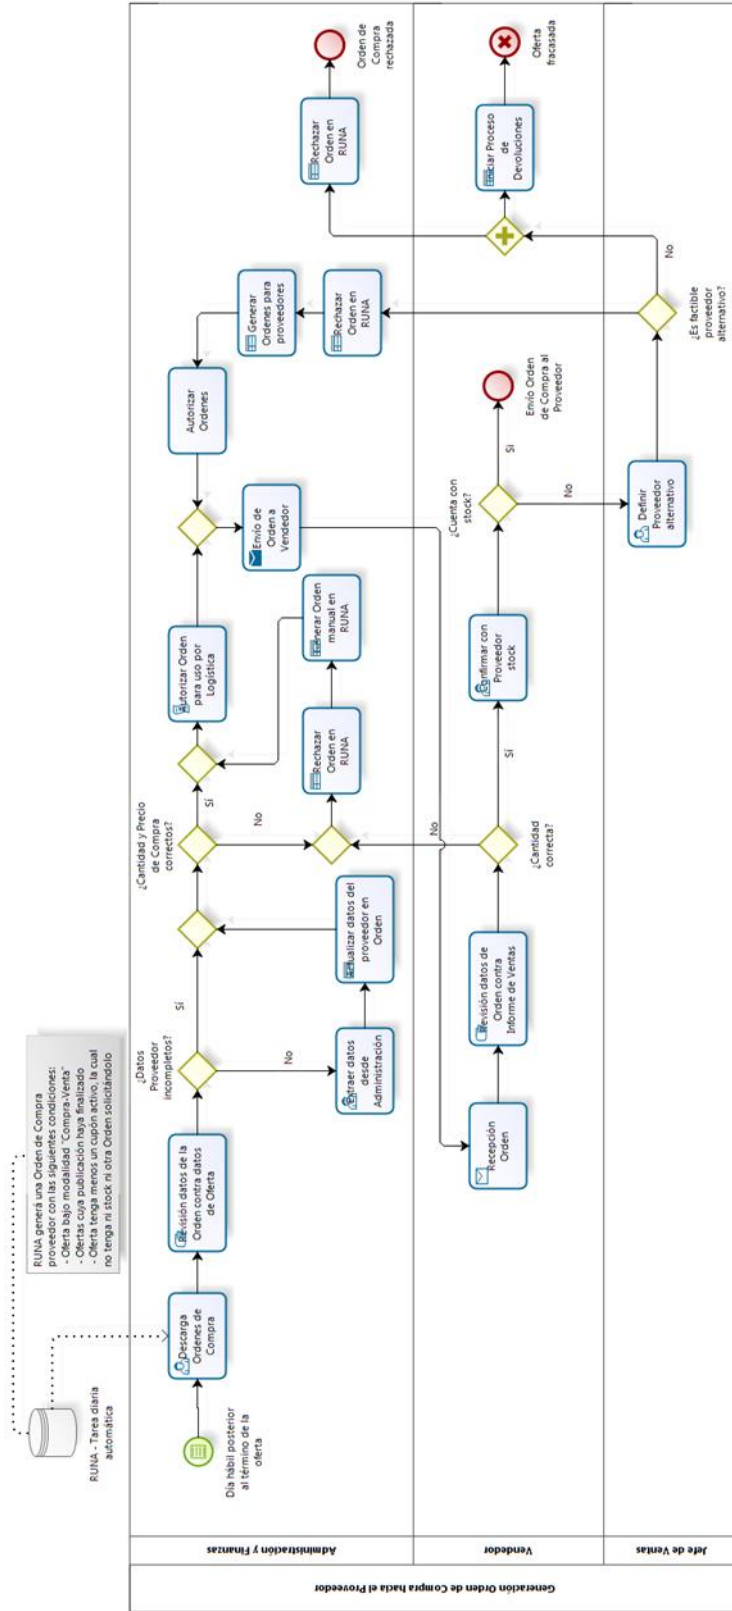 Generación Orden de Compra hacia el Proveedor
Administración y Finanzas
Vendedor
Jefe de Ventas
RUNA - Tarea diaria
automática
RUNA generá una Orden de Compra
proveedor con las siguientes condiciones:
- Oferta bajo modalidad "Compra-Venta"
- Ofertas cuya publicación haya finalizado
- Oferta tenga menos un cupón activo, la cual
no tenga ni stock ni otra Orden solicitándolo
Día hábil posterior
al término de la
oferta
Descarga
Ordenes de
Compra
Revisión datos de la
Orden contra datos
de Oferta
¿Datos
Proveedor
incompletos?
Sí
No
Extraer datos
desde
Administración
Actualizar datos del
proveedor en
Orden
¿Cantidad y Precio
de Compra
correctos?
Sí
No
Rechazar
Orden en
RUNA
Generar Orden
manual en
RUNA
Autorizar Orden
para uso por
Logística
Envío de
Orden a
Vendedor
Autorizar
Ordenes
Generar
Ordenes para
proveedores
Rechazar
Orden en
RUNA
Rechazar
Orden en
RUNA
Orden de
Compra
rechazada
Recepción
Orden
Revisión datos de
Orden contra
Informe de Ventas
¿Cantidad
correcta?
No
Sí
Confirmar con
Proveedor
stock
¿Cuenta con
stock?
Sí
No
Envío Orden
de Compra al
Proveedor
Iniciar Proceso
de
Devoluciones
Oferta
fracasada
Definir
Proveedor
alternativo
¿Es factible
proveedor
alternativo?
No